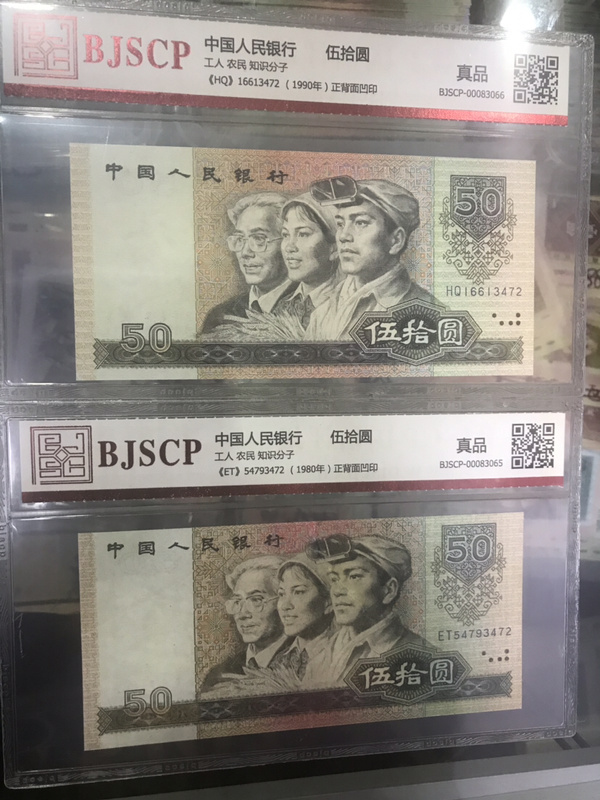 BJSCP
中国人民银行 伍拾圆
工人 农民 知识分子
《HQ》16613472 （1990年）正背面凹印
真品
BJSCP-00083066
中国人民银行
50
HQ16613472
50
伍拾圆
BJSCP
中国人民银行 伍拾圆
工人 农民 知识分子
《ET》54793472 （1980年）正背面凹印
真品
BJSCP-00083065
中国人民银行
50
ET54793472
50
伍拾圆